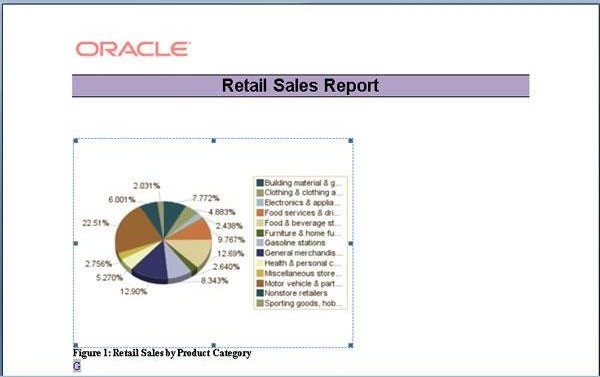 ORACLE
Retail Sales Report
2.031%
6.001%
7.772%
4.883%
22.51%
2.438%
9.767%
12.69%
2.756%
2.640%
5.270%
8.343%
12.90%
Building material & g...
Clothing & clothing a...
Electronics & applia...
Food services & dri...
Food & beverage st...
Furniture & home fu...
Gasoline stations
General merchandis...
Health & personal c...
Miscellaneous store...
Motor vehicle & part...
Nonstore retailers
Sporting goods, hob...
Figure 1: Retail Sales by Product Category
G